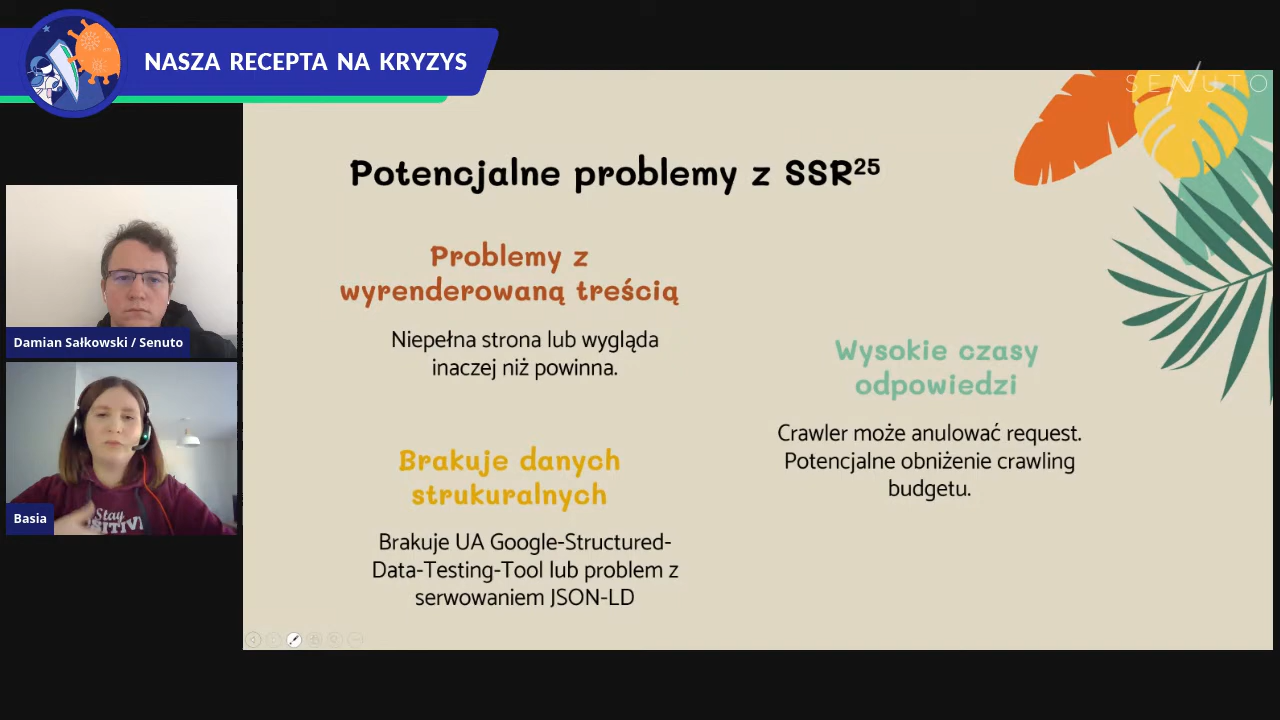 NASZA RECEPTA NA KRYZYS
SENUTO
Potencjalne problemy z SSR²⁵
Problemy z
wyrenderowaną treścią
Niepełna strona lub wygląda
inaczej niż powinna.
Wysokie czasy
odpowiedzi
Crawler może anulować request.
Potencjalne obniżenie crawling
budgetu.
Brakuje danych
strukuralnych
Brakuje UA Google-Structured-
Data-Testing-Tool lub problem z
serwowaniem JSON-LD
Damian Sałkowski / Senuto
Stay
POSITIV
Basia